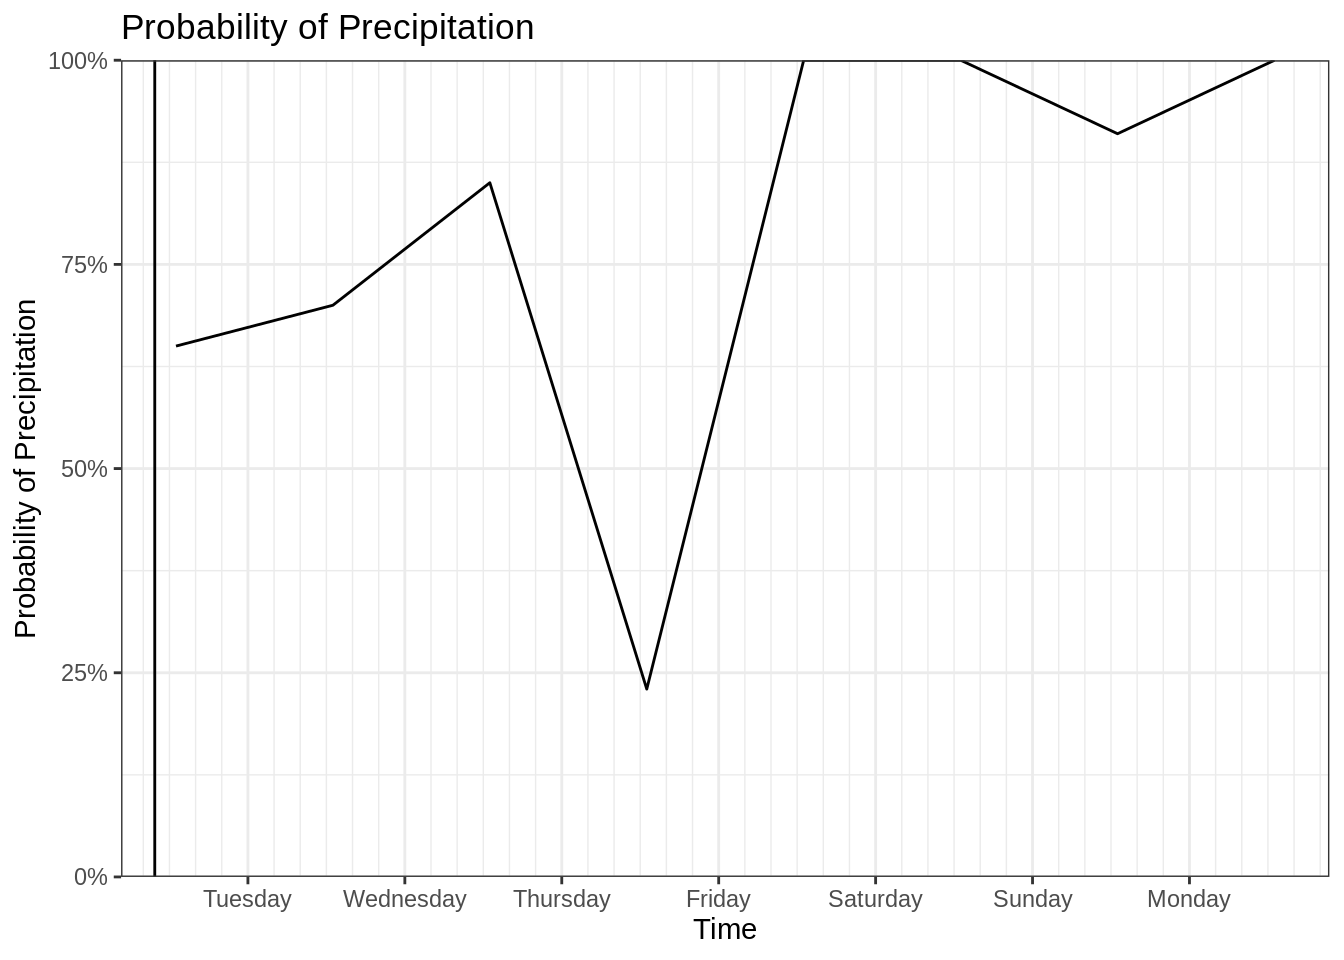 Probability of Precipitation
Probability of Precipitation
100%
75%
50%
25%
0%
Tuesday Wednesday Thursday Friday Saturday Sunday Monday
Time